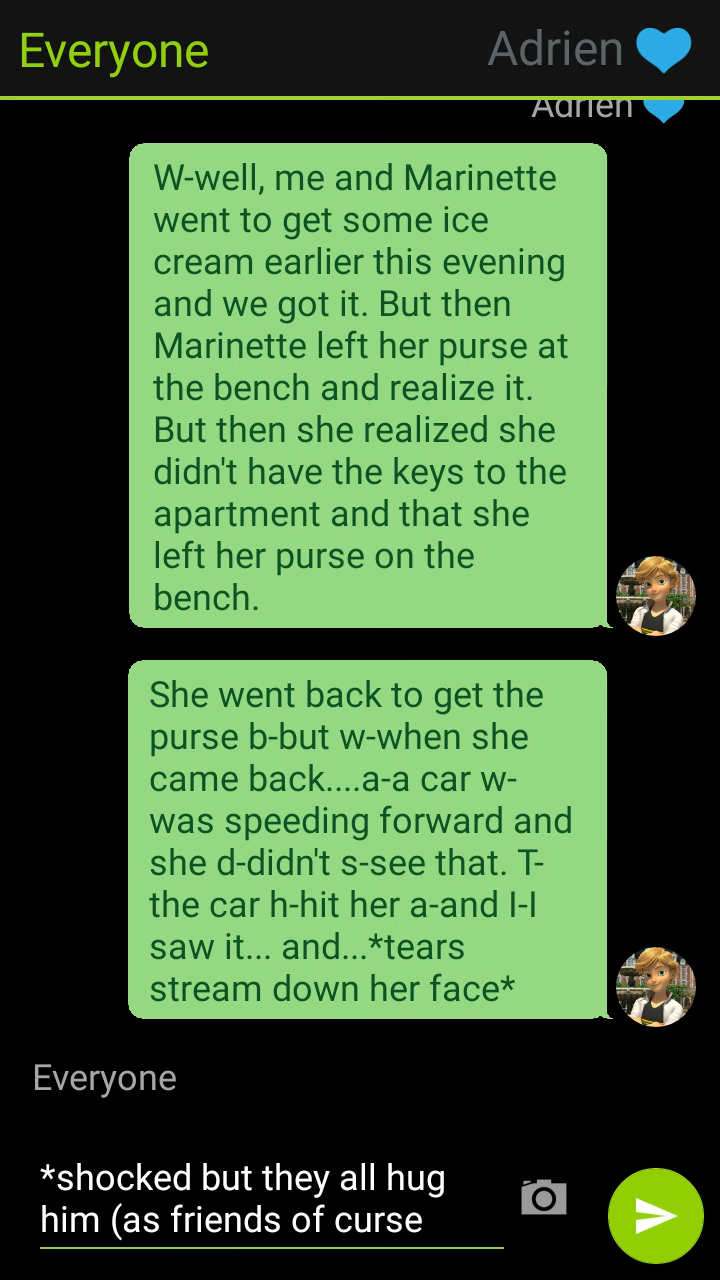 Everyone
Adrien
Adrien
W-well, me and Marinette
went to get some ice
cream earlier this evening
and we got it. But then
Marinette left her purse at
the bench and realize it.
But then she realized she
didn't have the keys to the
apartment and that she
left her purse on the
bench.
She went back to get the
purse b-but w-when she
came back....a-a car w-
was speeding forward and
she d-didn't s-see that. T-
the car h-hit her a-and I-I
saw it... and...*tears
stream down her face*
Everyone
*shocked but they all hug
him (as friends of curse